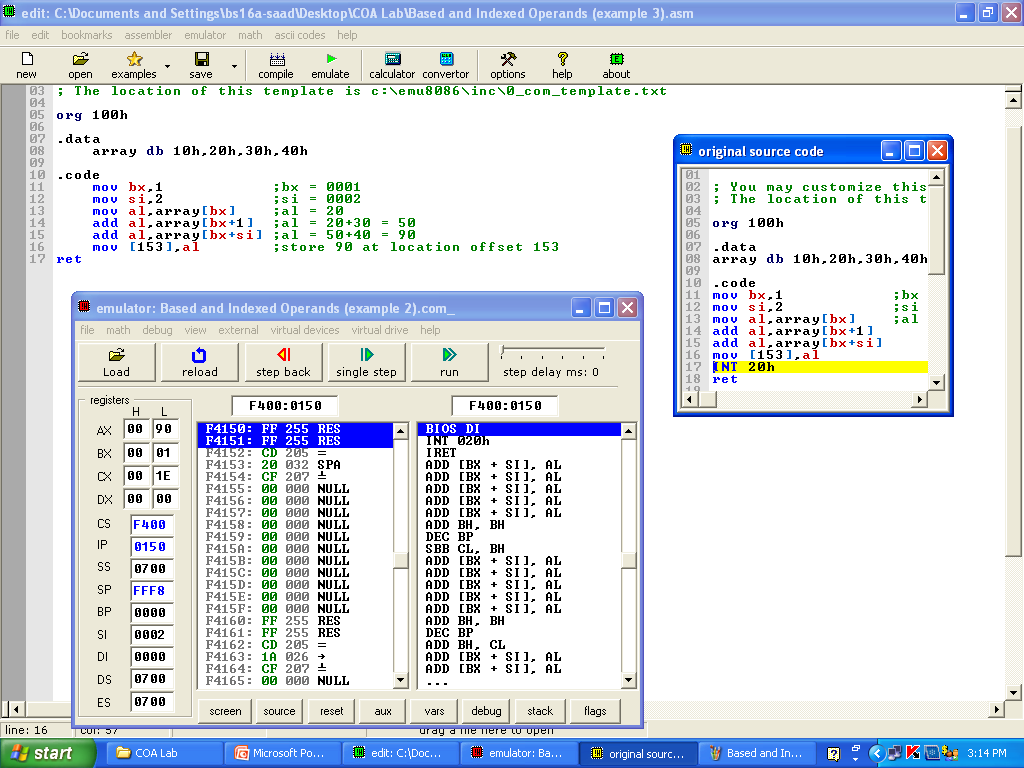 edit: C:\Documents and Settings\bs16a-saad\Desktop\COA Lab\Based and Indexed Operands (example 3).asm
file edit bookmarks assembler emulator math ascii codes help
new open examples save compile emulate calculator convertor options help about
03 ; The location of this template is c:\emu8086\inc\0_com_template.txt
04
05 org 100h
06
07 .data
08 array db 10h,20h,30h,40h
09
10 .code
11 mov bx,1 ;bx = 0001
12 mov si,2 ;si = 0002
13 mov al,array[bx] ;al = 20
14 add al,array[bx+1] ;al = 20+30 = 50
15 add al,array[bx+si] ;al = 50+40 = 90
16 mov [153],al ;store 90 at location offset 153
17 ret
original source code
01
02 ; You may customize this
03 ; The location of this t
04
05 org 100h
06
07 .data
08 array db 10h,20h,30h,40h
09
10 .code
11 mov bx,1 ;bx
12 mov si,2 ;si
13 mov al,array[bx] ;al
14 add al,array[bx+1]
15 add al,array[bx+si]
16 mov [153],al
17 INT 20h
18 ret
19
emulator: Based and Indexed Operands (example 2).com_
file math debug view external virtual devices virtual drive help
Load reload step back single step run step delay ms: 0
registers
H L
AX 00 90
BX 00 01
CX 00 1E
DX 00 00
CS F400
IP 0150
SS 0700
SP FFF8
BP 0000
SI 0002
DI 0000
DS 0700
ES 0700
F400:0150
F4150: FF 255 RES
F4151: FF 255 RES
F4152: CD 205 =
F4153: 20 032 SPA
F4154: CF 207 ╧
F4155: 00 000 NULL
F4156: 00 000 NULL
F4157: 00 000 NULL
F4158: 00 000 NULL
F4159: 00 000 NULL
F415A: 00 000 NULL
F415B: 00 000 NULL
F415C: 00 000 NULL
F415D: 00 000 NULL
F415E: 00 000 NULL
F415F: 00 000 NULL
F4160: FF 255 RES
F4161: FF 255 RES
F4162: CD 205 =
F4163: 1A 026 →
F4164: CF 207 ╧
F4165: 00 000 NULL
F400:0150
BIOS DI
INT 020h
IRET
ADD [BX + SI], AL
ADD [BX + SI], AL
ADD [BX + SI], AL
ADD [BX + SI], AL
ADD [BX + SI], AL
ADD BH, BH
DEC BP
SBB CL, BH
ADD [BX + SI], AL
ADD [BX + SI], AL
ADD [BX + SI], AL
ADD [BX + SI], AL
ADD [BX + SI], AL
ADD BH, BH
DEC BP
ADD BH, CL
ADD [BX + SI], AL
ADD [BX + SI], AL
...
screen source reset aux vars debug stack flags
line: 16 col: 57 drag a file here to open
start COA Lab Microsoft Po... edit: C:\Doc... emulator: Ba... original sourc... Based and In... 3:14 PM